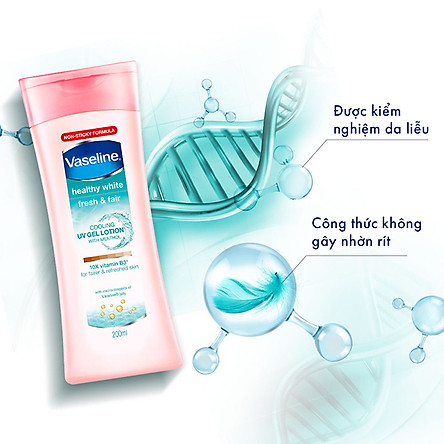 NON-STICKY FORMULA
Vaseline
healthy white
fresh & fair
COOLING
UV GEL LOTION
WITH MENTHOL
10X vitamin B3*
for fairer & refreshed skin
200ml
Được kiểm
nghiệm da liễu
Công thức không
gây nhờn rít